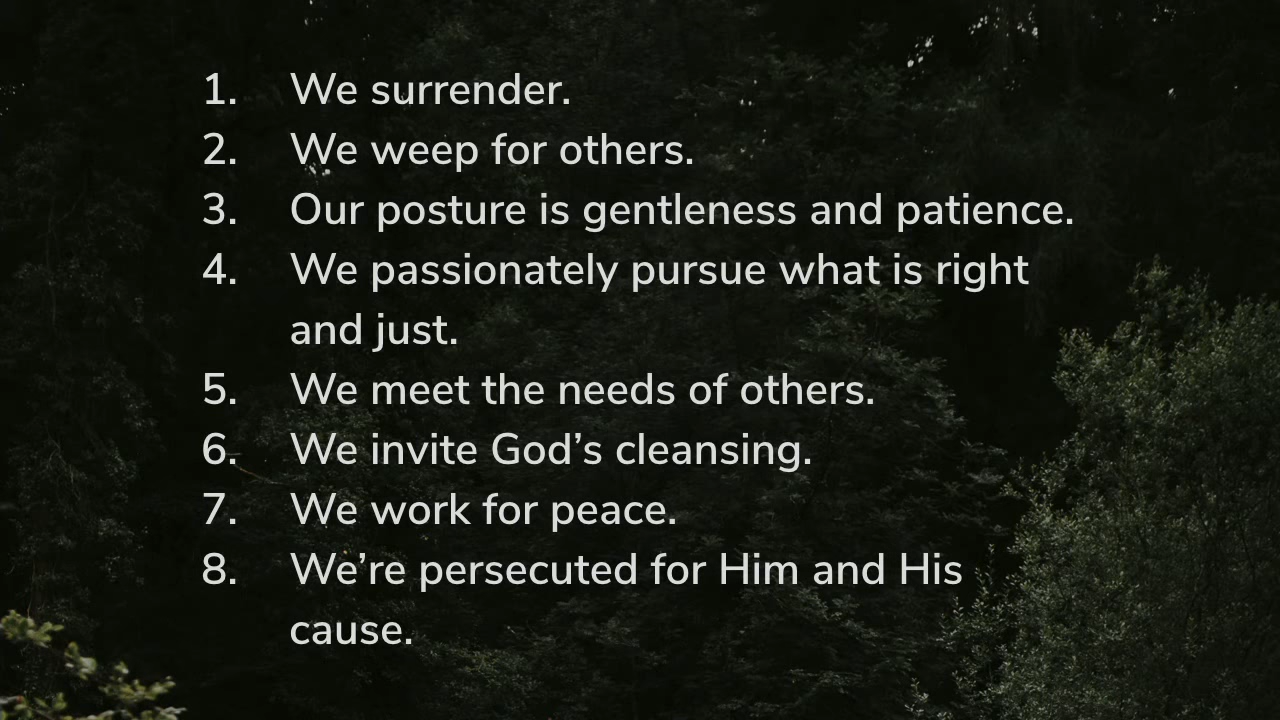 1. We surrender.
2. We weep for others.
3. Our posture is gentleness and patience.
4. We passionately pursue what is right
and just.
5. We meet the needs of others.
6. We invite God’s cleansing.
7. We work for peace.
8. We’re persecuted for Him and His
cause.